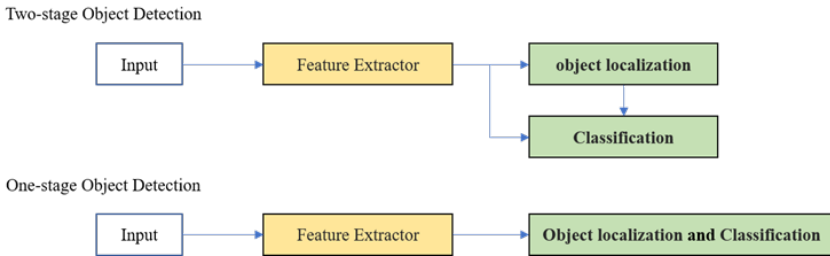 Two-stage Object Detection
Input
Feature Extractor
object localization
Classification
One-stage Object Detection
Input
Feature Extractor
Object localization and Classification